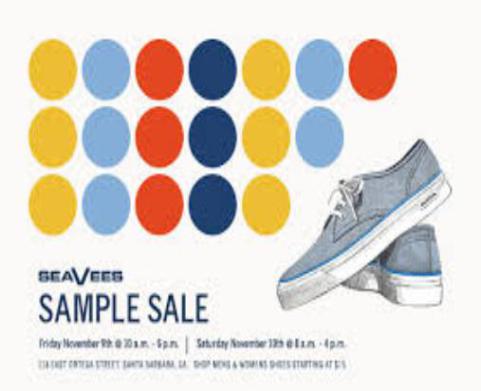 SEAVEES
SAMPLE SALE
Friday November 9th @ 10 a.m. - 6 p.m. | Saturday November 10th @ 8 a.m. - 4 p.m.
EAST ORTEGA STREET, SANTA BARBARA, CA. SHOP MENS & WOMENS SHOES STARTING AT